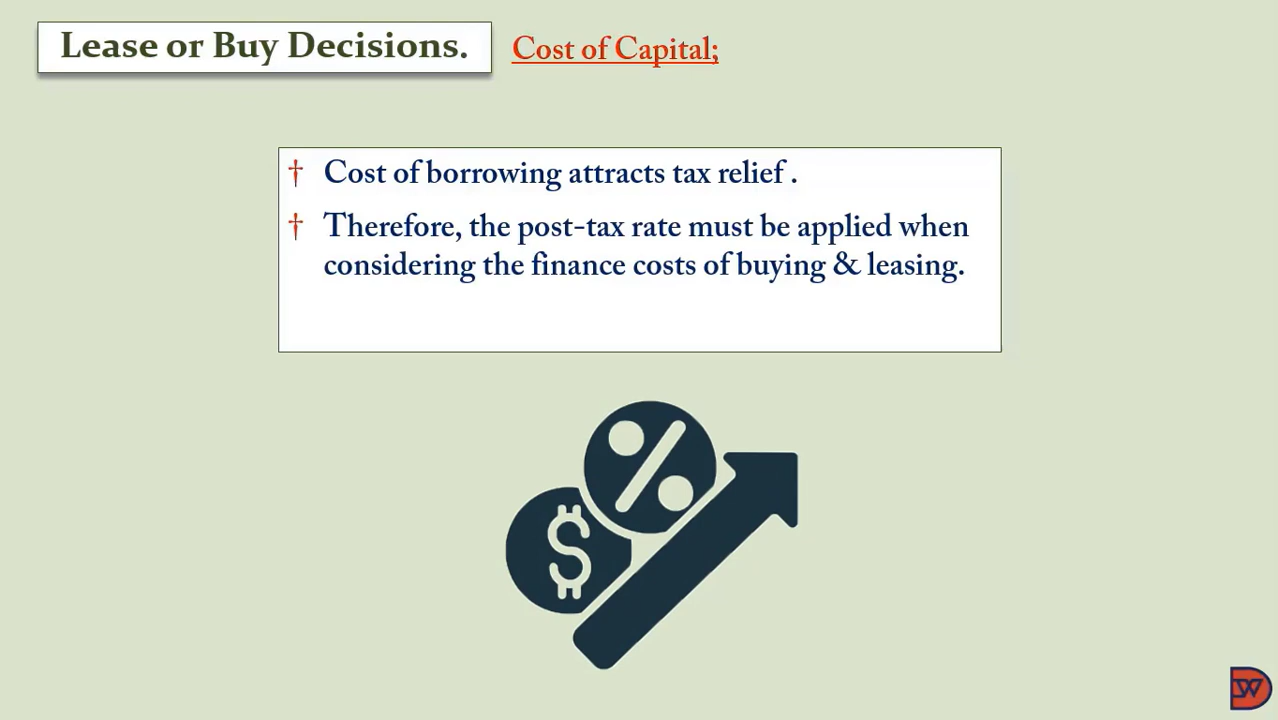 Lease or Buy Decisions.
Cost of Capital;
† Cost of borrowing attracts tax relief .
† Therefore, the post-tax rate must be applied when
considering the finance costs of buying & leasing.
%
$
DW